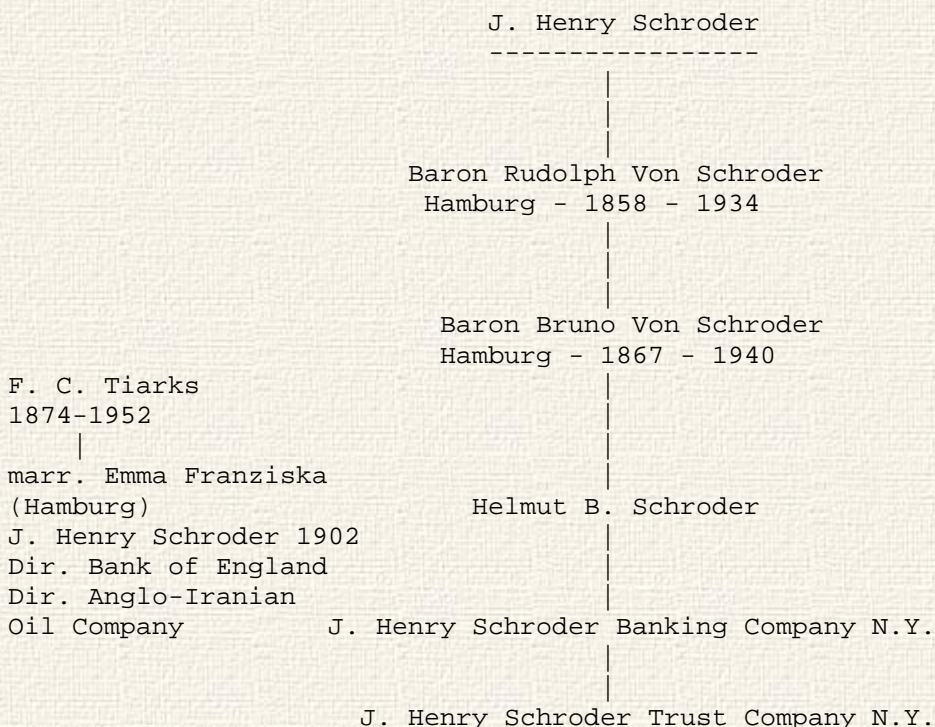 J. Henry Schroder
-----------------
|
|
|
Baron Rudolph Von Schroder
Hamburg - 1858 - 1934
|
|
|
Baron Bruno Von Schroder
Hamburg - 1867 - 1940
F. C. Tiarks |
1874-1952 |
| |
marr. Emma Franziska |
(Hamburg) Helmut B. Schroder
J. Henry Schroder 1902 |
Dir. Bank of England |
Dir. Anglo-Iranian |
Oil Company J. Henry Schroder Banking Company N.Y.
|
|
J. Henry Schroder Trust Company N.Y.